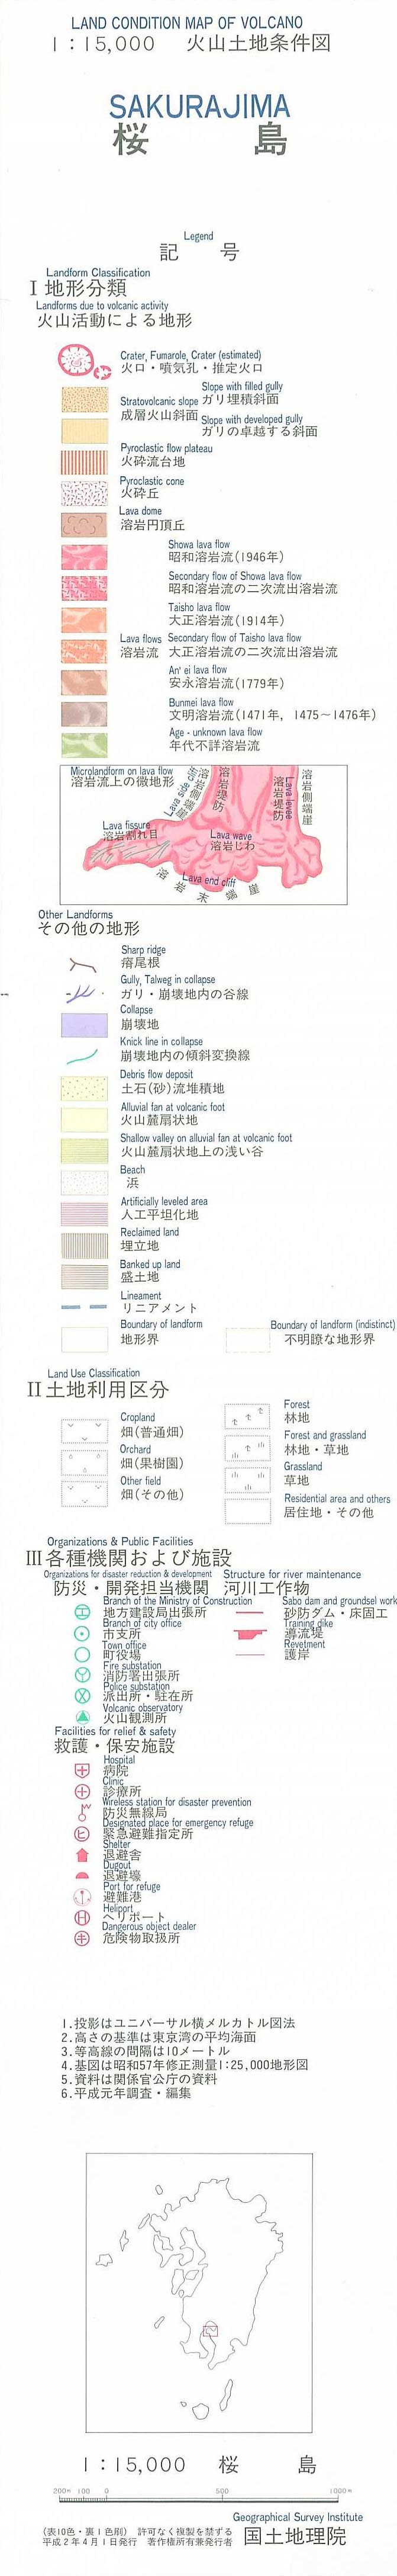 LAND CONDITION MAP OF VOLCANO
1:15,000 火山土地条件図
SAKURAJIMA
桜 島
Legend
記 号
Landform Classification
Ⅰ 地形分類
Landforms due to volcanic activity
火山活動による地形
Crater, Fumarole, Crater (estimated)
火口・噴気孔・推定火口
Slope with filled gully
Stratovolcanic slope ガリ埋積斜面
成層火山斜面 Slope with developed gully
ガリの卓越する斜面
Pyroclastic flow plateau
火砕流台地
Pyroclastic cone
火砕丘
Lava dome
溶岩円頂丘
Showa lava flow
昭和溶岩流(1946年)
Secondary flow of Showa lava flow
昭和溶岩流の二次流出溶岩流
Taisho lava flow
大正溶岩流(1914年)
Lava flows Secondary flow of Taisho lava flow
溶岩流 大正溶岩流の二次流出溶岩流
An' ei lava flow
安永溶岩流(1779年)
Bunmei lava flow
文明溶岩流(1471年, 1475～1476年)
Age - unknown lava flow
年代不詳溶岩流
Microlandform on lava flow
溶岩流上の微地形
Lava side cliff
溶岩側端崖
溶岩堤防
Lava levee
溶岩堤防
溶岩側端崖
Lava fissure
溶岩割れ目
Lava wave
溶岩じわ
Lava end cliff
溶岩末端崖
Other Landforms
その他の地形
Sharp ridge
瘠尾根
Gully, Talweg in collapse
ガリ・崩壊地内の谷線
Collapse
崩壊地
Knick line in collapse
崩壊地内の傾斜変換線
Debris flow deposit
土石(砂)流堆積地
Alluvial fan at volcanic foot
火山麓扇状地
Shallow valley on alluvial fan at volcanic foot
火山麓扇状地上の浅い谷
Beach
浜
Artificially leveled area
人工平坦化地
Reclaimed land
埋立地
Banked up land
盛土地
Lineament
リニアメント
Boundary of landform Boundary of landform (indistinct)
地形界 不明瞭な地形界
Land Use Classification
Ⅱ 土地利用区分
Cropland
畑(普通畑)
Orchard
畑(果樹園)
Other field
畑(その他)
Forest
林地
Forest and grassland
林地・草地
Grassland
草地
Residential area and others
居住地・その他
Organizations & Public Facilities
Ⅲ 各種機関および施設
Organizations for disaster reduction & development
防災・開発担当機関
Branch of the Ministry of Construction
地方建設局出張所
Branch of city office
市支所
Town office
町役場
Fire substation
消防署出張所
Police substation
派出所・駐在所
Volcanic observatory
火山観測所
Structure for river maintenance
河川工作物
Sabo dam and groundsel work
砂防ダム・床固工
Training dike
導流堤
Revetment
護岸
Facilities for relief & safety
救護・保安施設
Hospital
病院
Clinic
診療所
Wireless station for disaster prevention
防災無線局
Designated place for emergency refuge
緊急避難指定所
Shelter
退避舎
Dugout
退避壕
Port for refuge
避難港
Heliport
ヘリポート
Dangerous object dealer
危険物取扱所
1.投影はユニバーサル横メルカトル図法
2.高さの基準は東京湾の平均海面
3.等高線の間隔は10メートル
4.基図は昭和57年修正測量1:25,000地形図
5.資料は関係官公庁の資料
6.平成元年調査・編集
1:15,000 桜 島
200m 100 0 500 1000m
Geographical Survey Institute
(表10色・裏1色刷) 許可なく複製を禁ずる
平成2年4月1日発行 著作権所有兼発行者 国土地理院